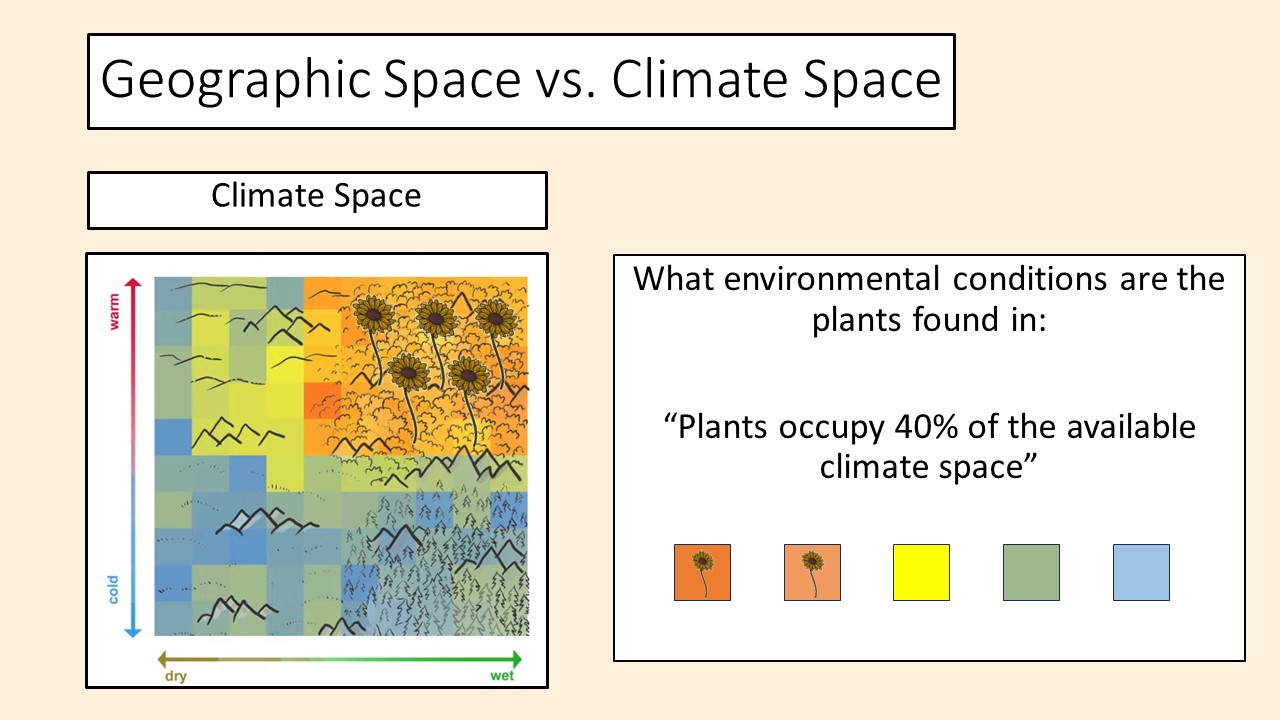 Geographic Space vs. Climate Space
Climate Space
warm
cold
dry
wet
What environmental conditions are the
plants found in:
“Plants occupy 40% of the available
climate space”